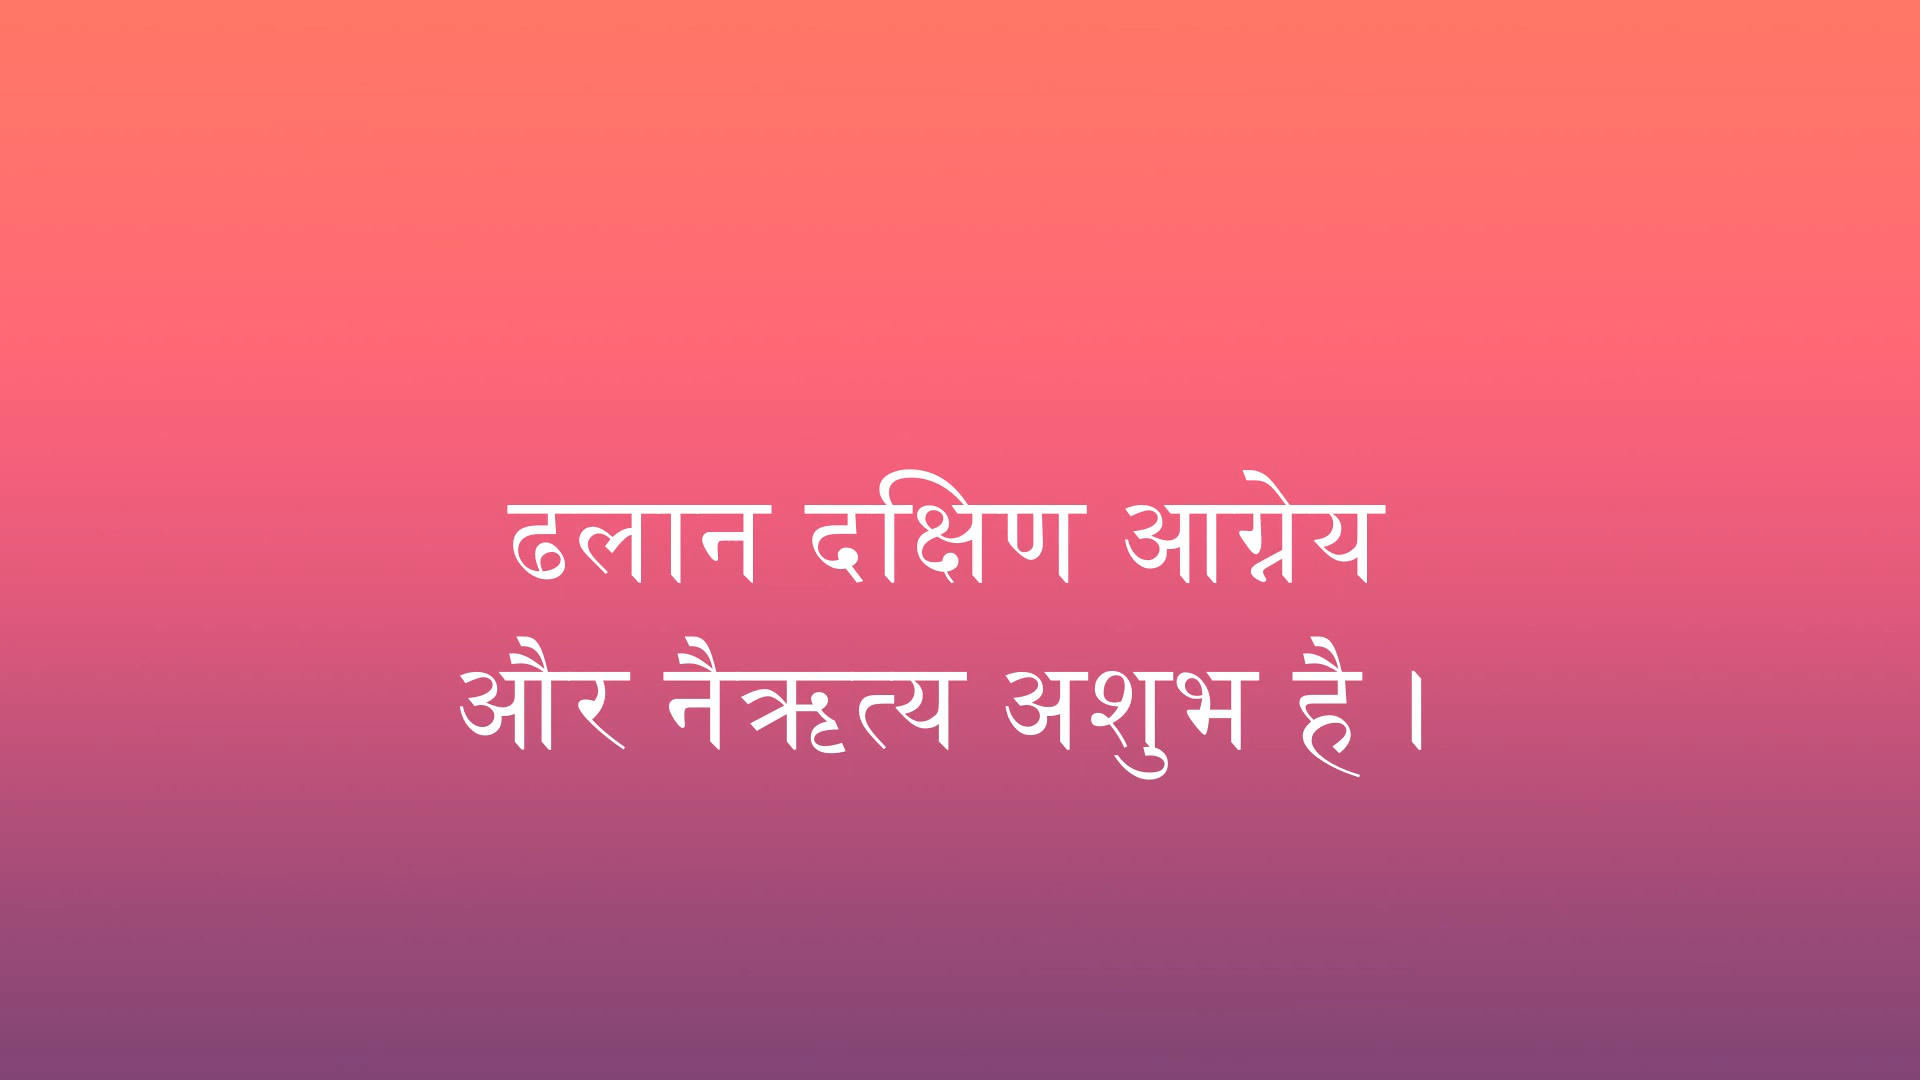 ढलान दक्षिण आग्नेय
और नैऋत्य अशुभ है ।